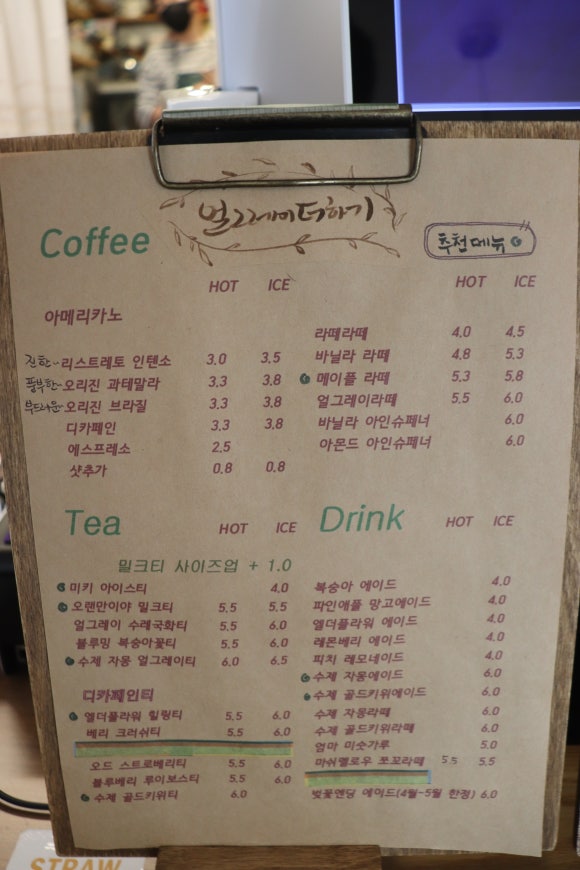 얼그레이 더하기
Coffee
추천메뉴
HOT ICE
아메리카노
진한~ 리스트레토 인텐소 3.0 3.5
풍부한~ 오리진 과테말라 3.3 3.8
부드러운~ 오리진 브라질 3.3 3.8
디카페인 3.3 3.8
에스프레소 2.5
샷추가 0.8 0.8
HOT ICE
라떼라떼 4.0 4.5
바닐라 라떼 4.8 5.3
메이플 라떼 5.3 5.8
얼그레이라떼 5.5 6.0
바닐라 아인슈페너 6.0
아몬드 아인슈페너 6.0
Tea
HOT ICE
밀크티 사이즈업 + 1.0
미키 아이스티 4.0
오랜만이야 밀크티 5.5 5.5
얼그레이 수레국화티 5.5 6.0
블루밍 복숭아꽃티 5.5 6.0
수제 자몽 얼그레이티 6.0 6.5
디카페인티
엘더플라워 힐링티 5.5 6.0
베리 크러쉬티 5.5 6.0
오드 스트로베리티 5.5 6.0
블루베리 루이보스티 5.5 6.0
수제 골드키위티 6.0
Drink
HOT ICE
복숭아 에이드 4.0
파인애플 망고에이드 4.0
엘더플라워 에이드 4.0
레몬베리 에이드 4.0
피치 레모네이드 4.0
수제 자몽에이드 6.0
수제 골드키위에이드 6.0
수제 자몽라떼 6.0
수제 골드키위라떼 6.0
엄마 미숫가루 5.0
마쉬멜로우 쪼꼬라떼 5.5 5.5
벚꽃엔딩 에이드(4월-5월 한정) 6.0
STRAW